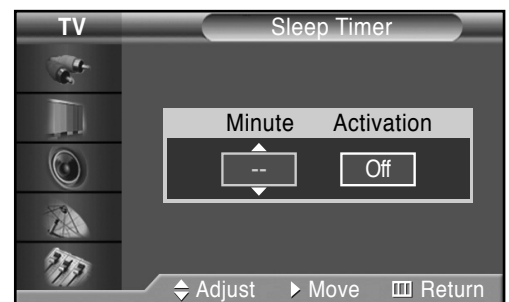 TV Sleep Timer
Minute Activation
-- Off
Adjust Move Return